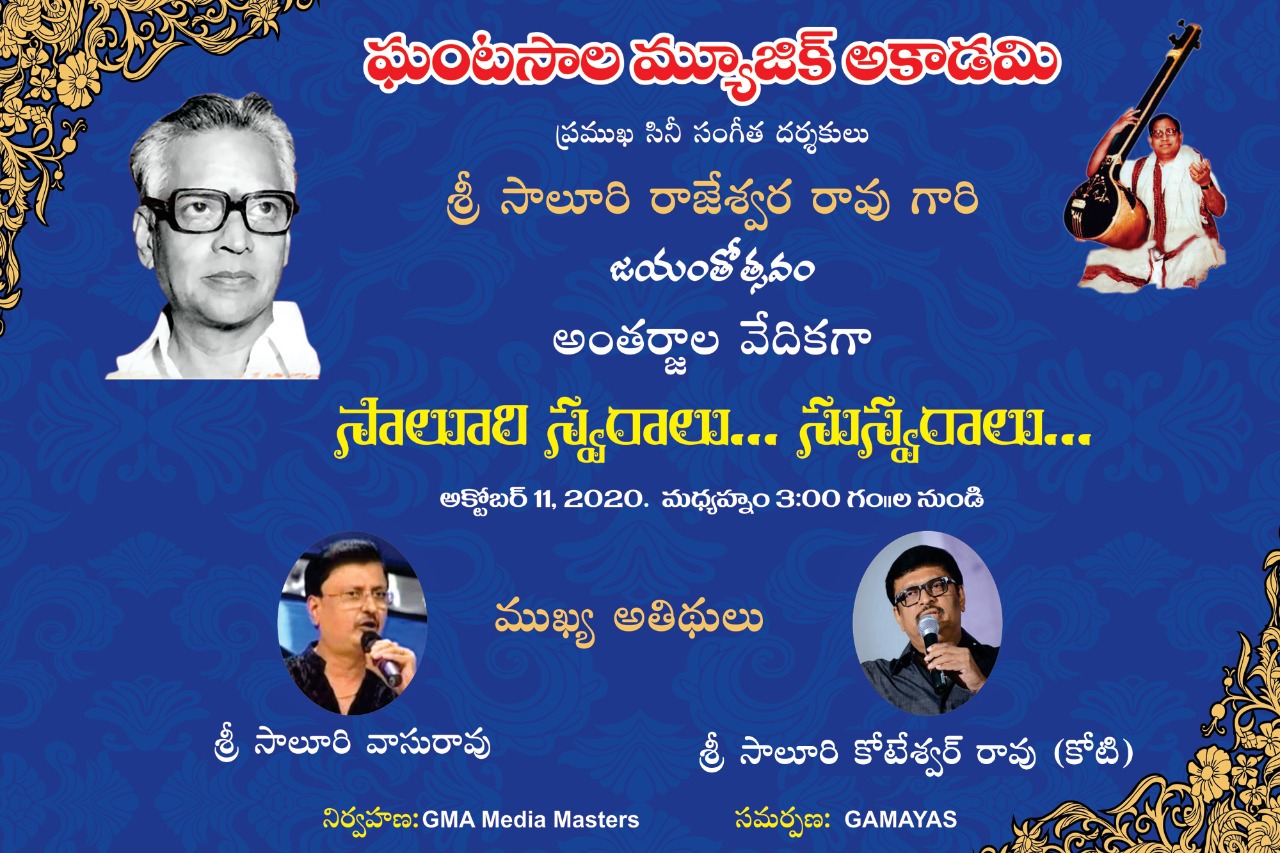 ఘంటసాల మ్యూజిక్ అకాడమి
ప్రముఖ సినీ సంగీత దర్శకులు
శ్రీ సాలూరి రాజేశ్వర రావు గారి
జయంతోత్సవం
అంతర్జాల వేదికగా
సాలూరి స్వరాలు... సుస్వరాలు...
అక్టోబర్ 11, 2020. మధ్యహ్నం 3:00 గం॥ల నుండి
ముఖ్య అతిథులు
శ్రీ సాలూరి వాసురావు
శ్రీ సాలూరి కోటేశ్వర్ రావు (కోటి)
నిర్వహణ: GMA Media Masters
సమర్పణ: GAMAYAS